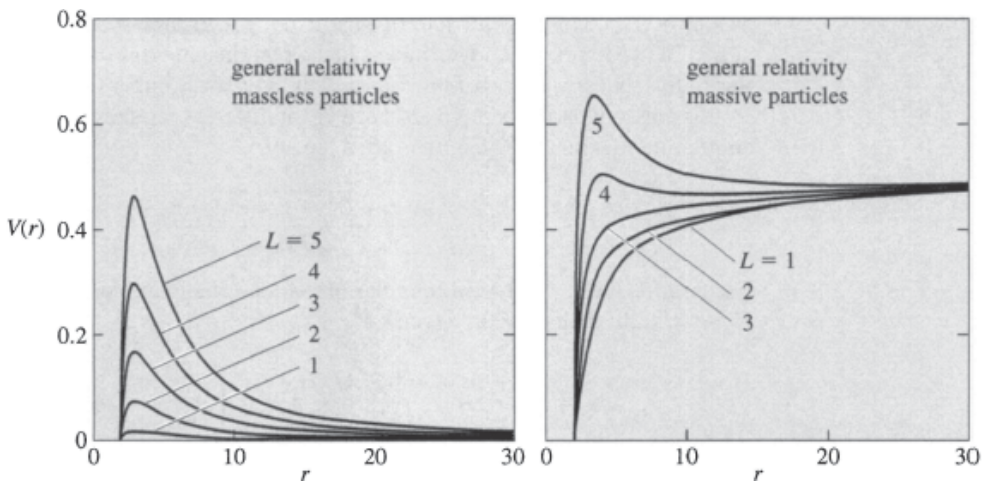 0.8
general relativity
massless particles
0.6
V(r)
0.4
L = 5
4
3
0.2
2
1
0
0
10
20
30
r
general relativity
massive particles
5
4
L = 1
2
3
0
10
20
30
r